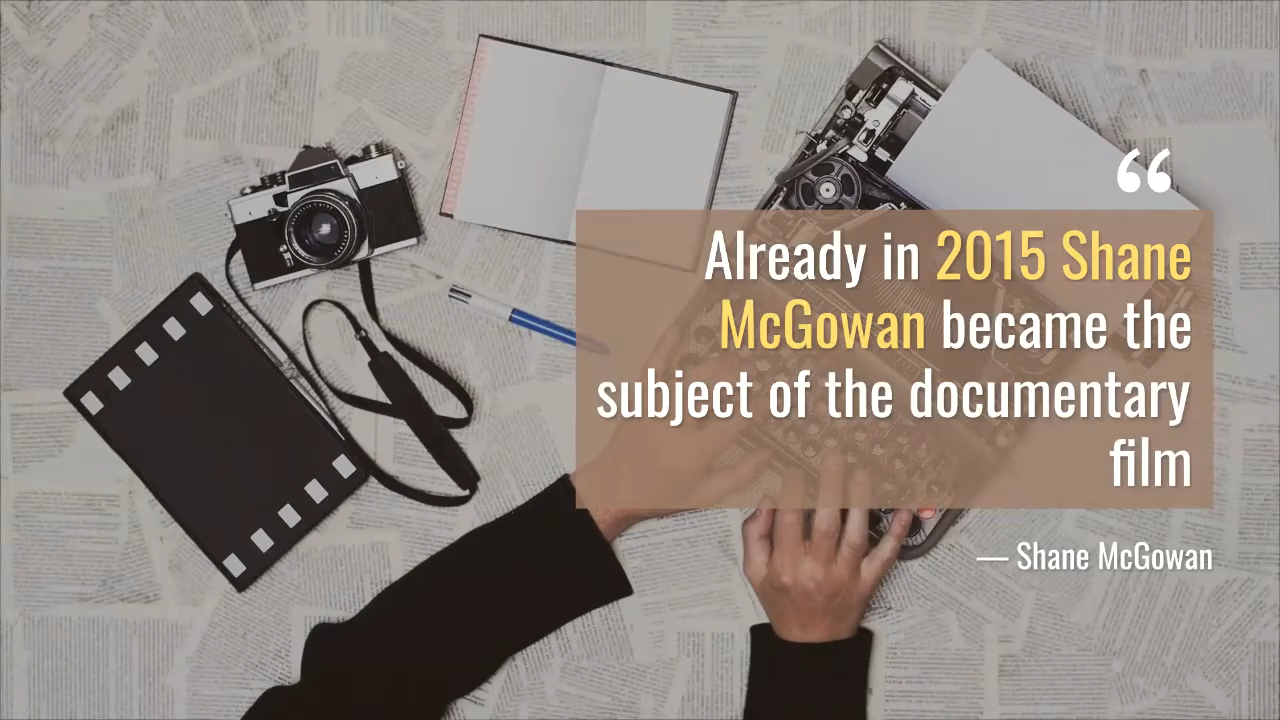 “
Already in 2015 Shane
McGowan became the
subject of the documentary
film
— Shane McGowan